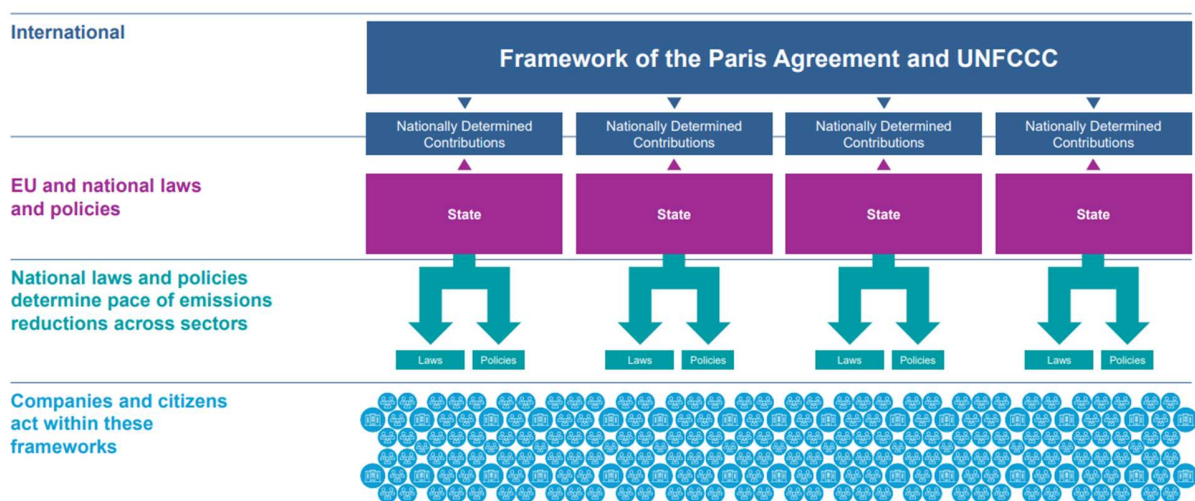 International
Framework of the Paris Agreement and UNFCCC
Nationally Determined
Contributions
Nationally Determined
Contributions
Nationally Determined
Contributions
Nationally Determined
Contributions
EU and national laws
and policies
State
State
State
State
National laws and policies
determine pace of emissions
reductions across sectors
Laws
Policies
Laws
Policies
Laws
Policies
Laws
Policies
Companies and citizens
act within these
frameworks